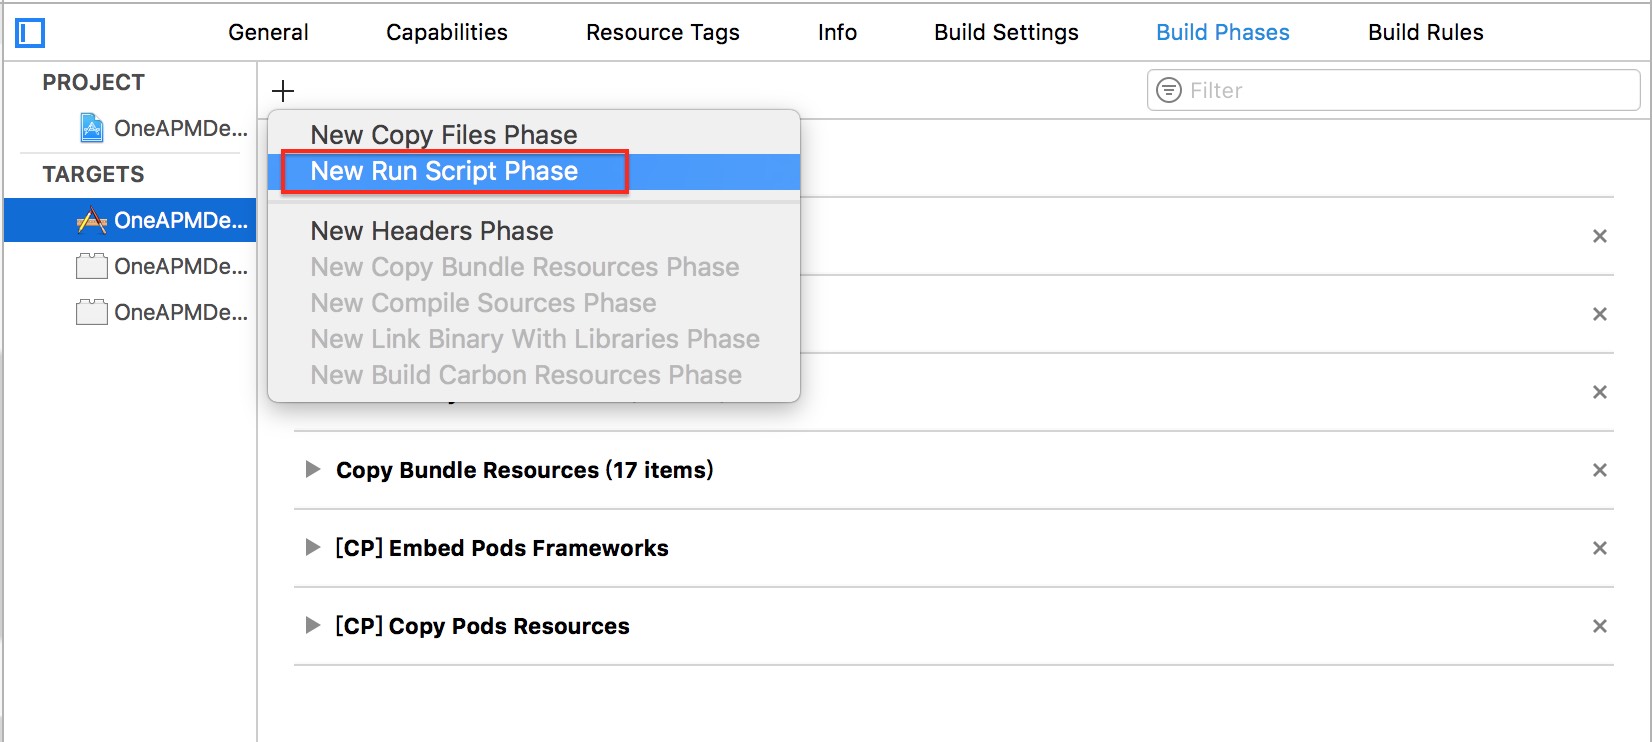 General Capabilities Resource Tags Info Build Settings Build Phases Build Rules
PROJECT
OneAPMDe...
TARGETS
OneAPMDe...
OneAPMDe...
OneAPMDe...
Filter
New Copy Files Phase
New Run Script Phase
New Headers Phase
New Copy Bundle Resources Phase
New Compile Sources Phase
New Link Binary With Libraries Phase
New Build Carbon Resources Phase
Copy Bundle Resources (17 items)
[CP] Embed Pods Frameworks
[CP] Copy Pods Resources